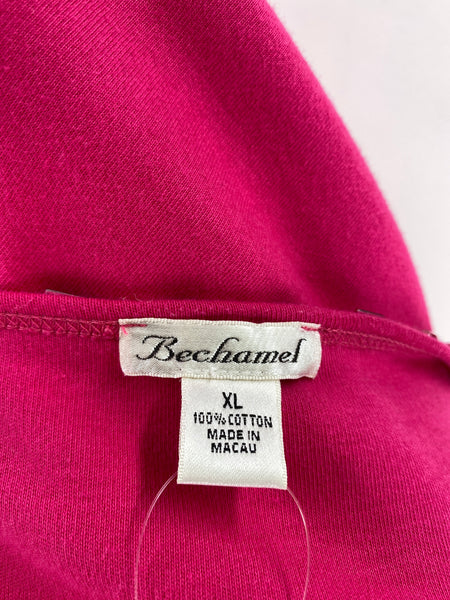 Bechamel
XL
100% COTTON
MADE IN
MACAU